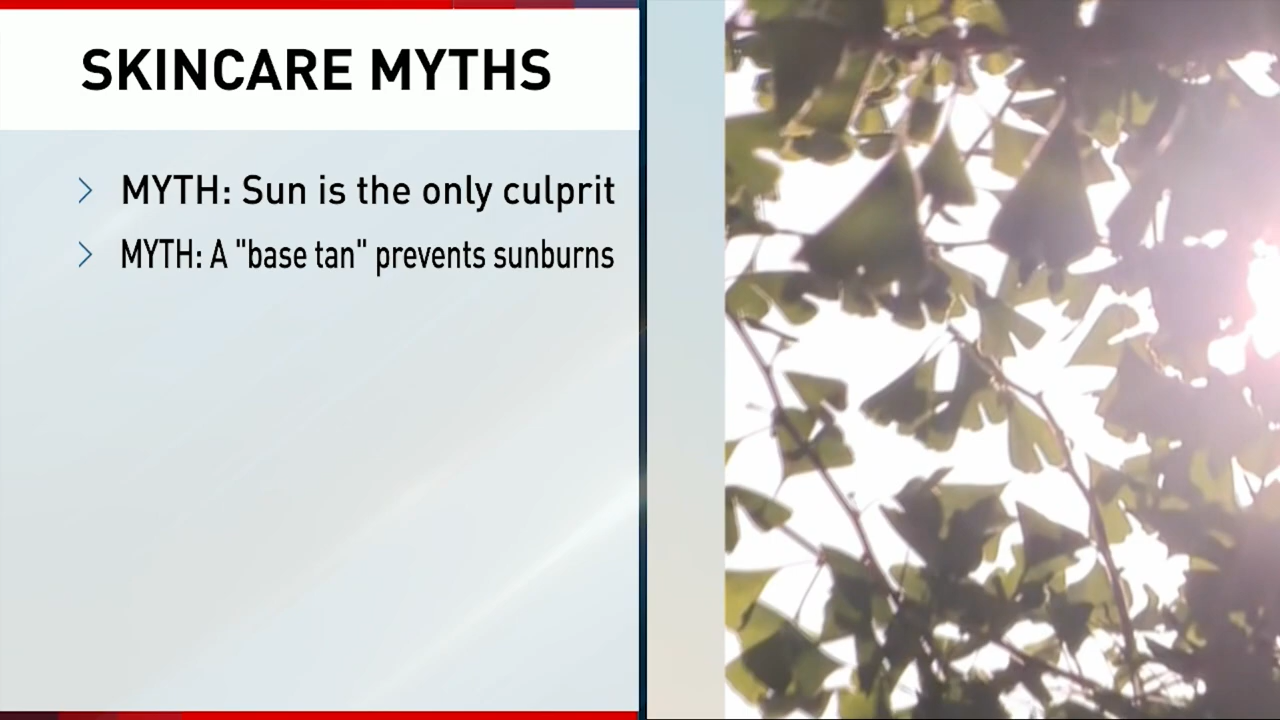 SKINCARE MYTHS
MYTH: Sun is the only culprit
MYTH: A "base tan" prevents sunburns